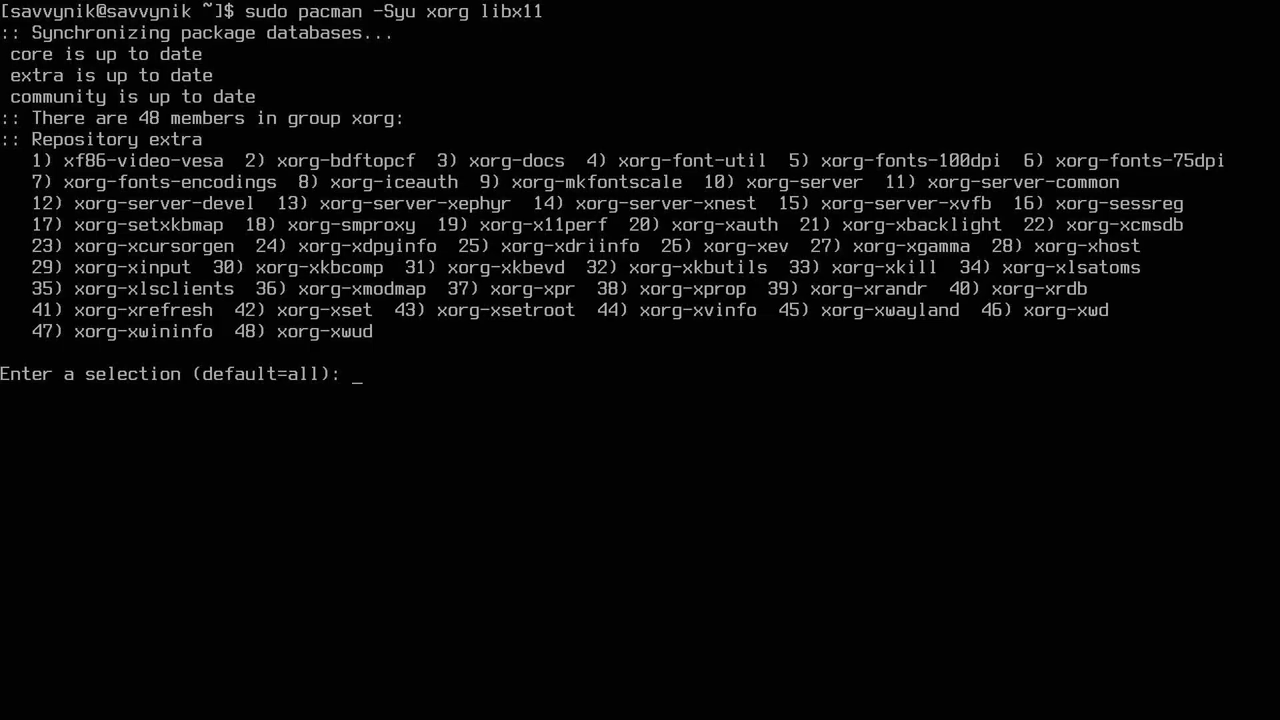 [savvynik@savvynik ~]$ sudo pacman -Syu xorg libx11
:: Synchronizing package databases...
 core is up to date
 extra is up to date
 community is up to date
:: There are 48 members in group xorg:
:: Repository extra
   1) xf86-video-vesa  2) xorg-bdftopcf  3) xorg-docs  4) xorg-font-util  5) xorg-fonts-100dpi  6) xorg-fonts-75dpi
   7) xorg-fonts-encodings  8) xorg-iceauth  9) xorg-mkfontscale  10) xorg-server  11) xorg-server-common
   12) xorg-server-devel  13) xorg-server-xephyr  14) xorg-server-xnest  15) xorg-server-xvfb  16) xorg-sessreg
   17) xorg-setxkbmap  18) xorg-smproxy  19) xorg-x11perf  20) xorg-xauth  21) xorg-xbacklight  22) xorg-xcmsdb
   23) xorg-xcursorgen  24) xorg-xdpyinfo  25) xorg-xdriinfo  26) xorg-xev  27) xorg-xgamma  28) xorg-xhost
   29) xorg-xinput  30) xorg-xkbcomp  31) xorg-xkbevd  32) xorg-xkbutils  33) xorg-xkill  34) xorg-xlsatoms
   35) xorg-xlsclients  36) xorg-xmodmap  37) xorg-xpr  38) xorg-xprop  39) xorg-xrandr  40) xorg-xrdb
   41) xorg-xrefresh  42) xorg-xset  43) xorg-xsetroot  44) xorg-xvinfo  45) xorg-xwayland  46) xorg-xwd
   47) xorg-xwininfo  48) xorg-xwud
Enter a selection (default=all): _